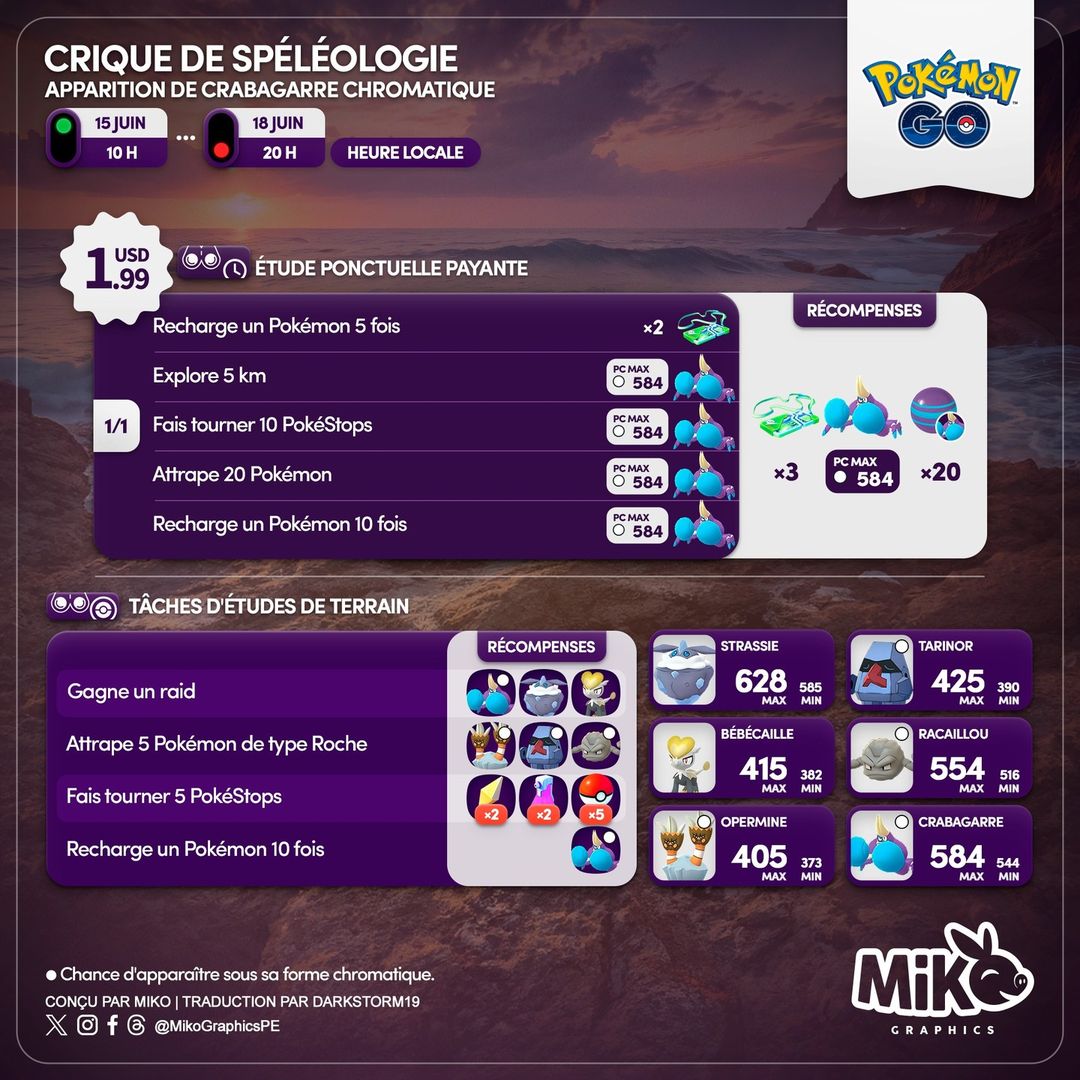 CRIQUE DE SPÉLÉOLOGIE
APPARITION DE CRABAGARRE CHROMATIQUE
15 JUIN
10 H
...
18 JUIN
20 H
HEURE LOCALE
POKÉMON
GO
1.99 USD
ÉTUDE PONCTUELLE PAYANTE
RÉCOMPENSES
1/1
Recharge un Pokémon 5 fois
×2
Explore 5 km
PC MAX
584
Fais tourner 10 PokéStops
PC MAX
584
Attrape 20 Pokémon
PC MAX
584
Recharge un Pokémon 10 fois
PC MAX
584
×3
PC MAX
584
×20
TÂCHES D'ÉTUDES DE TERRAIN
RÉCOMPENSES
Gagne un raid
Attrape 5 Pokémon de type Roche
Fais tourner 5 PokéStops
×2
×2
×5
Recharge un Pokémon 10 fois
STRASSIE
628 585
MAX MIN
TARINOR
425 390
MAX MIN
BÉBÉCAILLE
415 382
MAX MIN
RACAILLOU
554 516
MAX MIN
OPERMINE
405 373
MAX MIN
CRABAGARRE
584 544
MAX MIN
● Chance d'apparaître sous sa forme chromatique.
CONÇU PAR MIKO | TRADUCTION PAR DARKSTORM19
@MikoGraphicsPE
MiKO
GRAPHICS